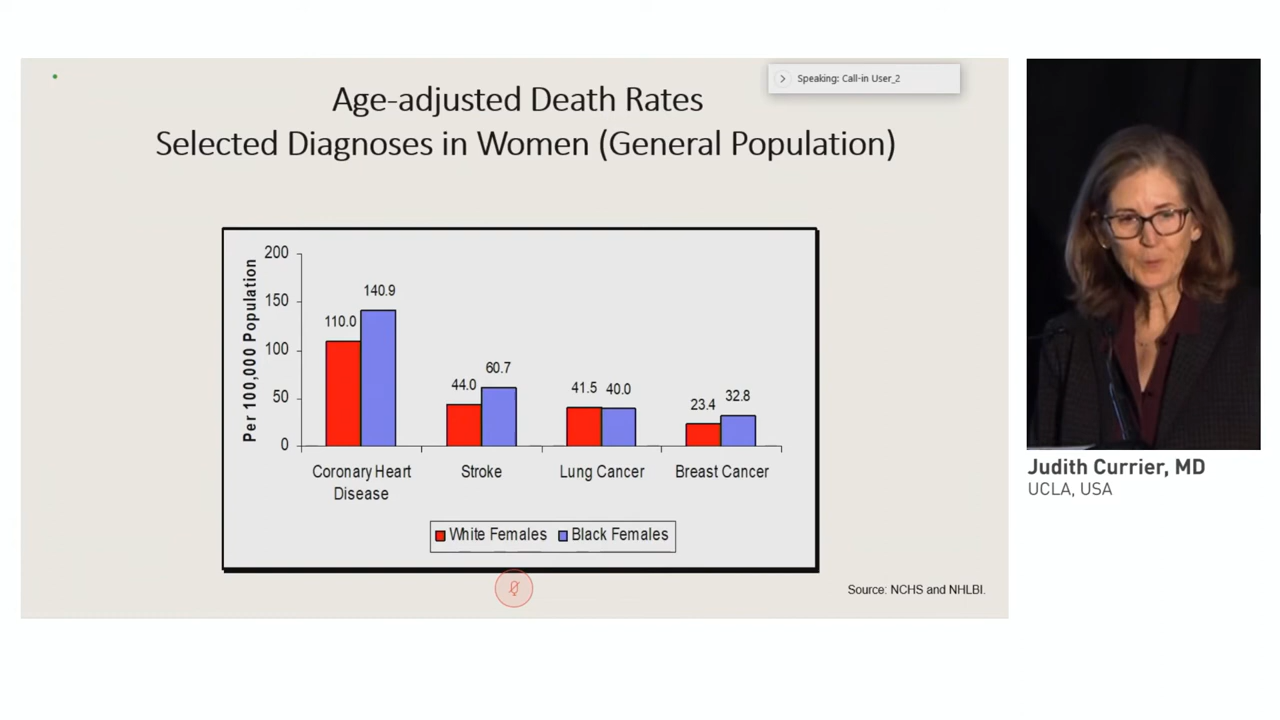 Speaking: Call-in User_2
Age-adjusted Death Rates
Selected Diagnoses in Women (General Population)
Per 100,000 Population
200
150
100
50
0
110.0
140.9
44.0
60.7
41.5
40.0
23.4
32.8
Coronary Heart
Disease
Stroke
Lung Cancer
Breast Cancer
White Females
Black Females
Source: NCHS and NHLBI.
Judith Currier, MD
UCLA, USA